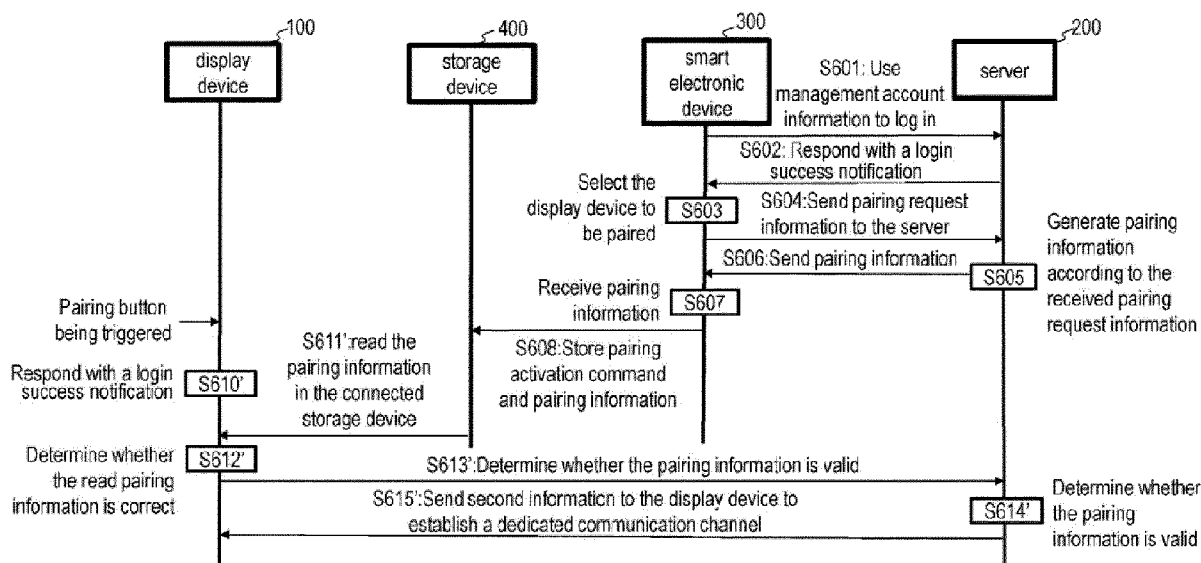 100
400
300
200
display
device
storage
device
smart
electronic
device
server
S601: Use
management account
information to log in
S602: Respond with a login
success notification
Select the
display device to
be paired
S603
S604:Send pairing request
information to the server
Generate pairing
information
according to the
received pairing
request information
S605
S606:Send pairing information
Receive pairing
information
S607
Pairing button
being triggered
S608:Store pairing
activation command
and pairing information
S611':read the
pairing information
in the connected
storage device
Respond with a login
success notification
S610'
Determine whether
the read pairing
information is correct
S612'
S613':Determine whether the pairing information is valid
S615':Send second information to the display device to
establish a dedicated communication channel
S614'
Determine whether
the pairing
information is valid